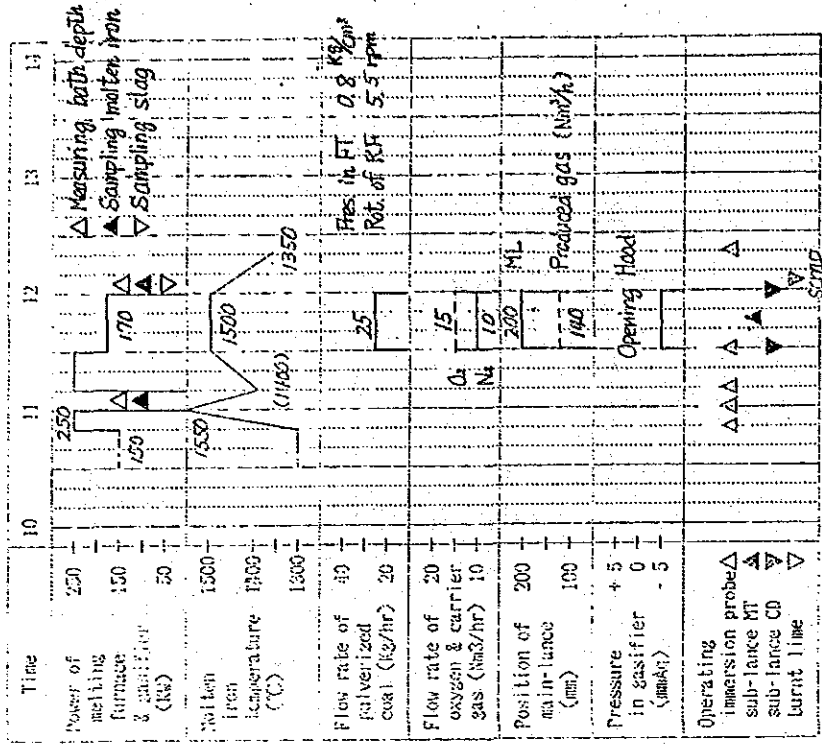 Time
10
11
12
13
14
Power of
melting
furnace
& gasifier
(KW)
250
150
50
150
250
170
△ Measuring bath depth
▲ Sampling molten iron
▽ Sampling slag
Molten
iron
temperature
(°C)
1500
1400
1300
1550
(1400)
1500
1350
Flow rate of
pulverized
coal (Kg/hr)
40
20
25
Pres. in FT 0.8 Kg/cm²
Rot. of RF 5.5 rpm
Flow rate of
oxygen & carrier
gas (Nm3/hr)
20
10
O₂
N₂
15
10
Position of
main-lance
(mm)
200
100
200
140
ML
Produced gas (Nm³/h)
Pressure
in gasifier
(mmAq)
+ 5
0
- 5
Opening Hood
Operating
immersion probe △
sub-lance MT ▲
sub-lance CD
burnt lime ▽
scrap